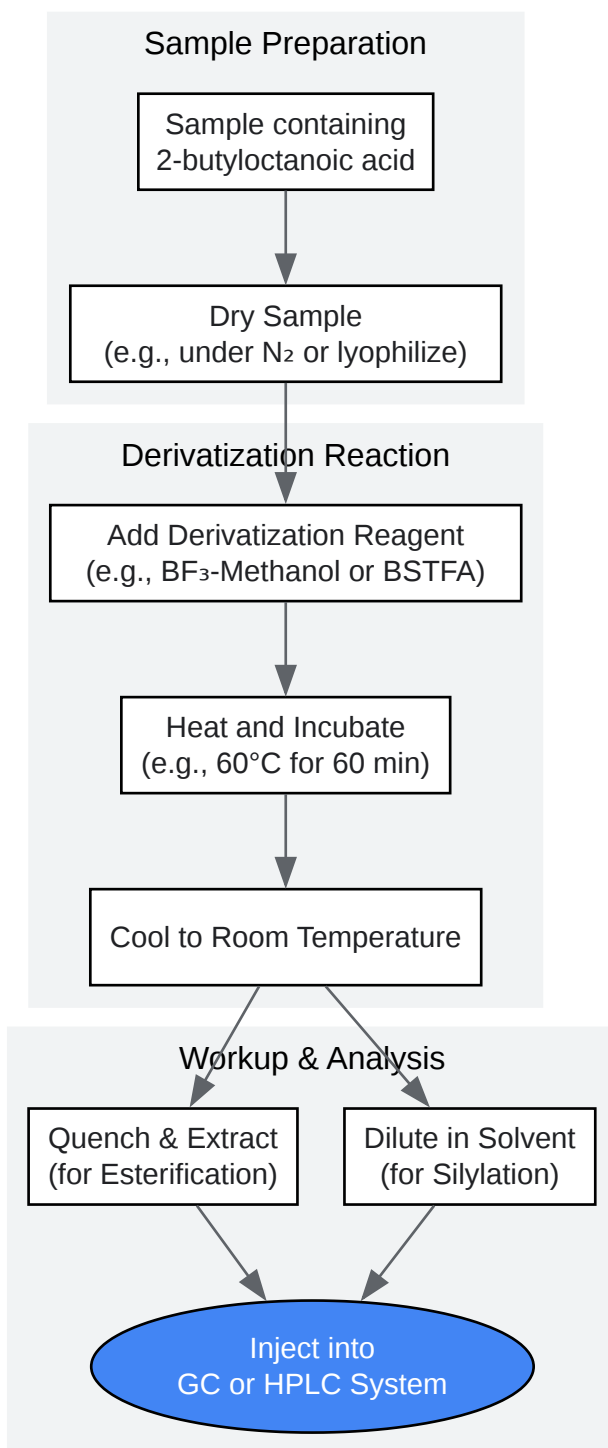 Sample Preparation
Sample containing
2-butyloctanoic acid
Dry Sample
(e.g., under N₂ or lyophilize)
Derivatization Reaction
Add Derivatization Reagent
(e.g., BF₃-Methanol or BSTFA)
Heat and Incubate
(e.g., 60°C for 60 min)
Cool to Room Temperature
Workup & Analysis
Quench & Extract
(for Esterification)
Dilute in Solvent
(for Silylation)
Inject into
GC or HPLC System